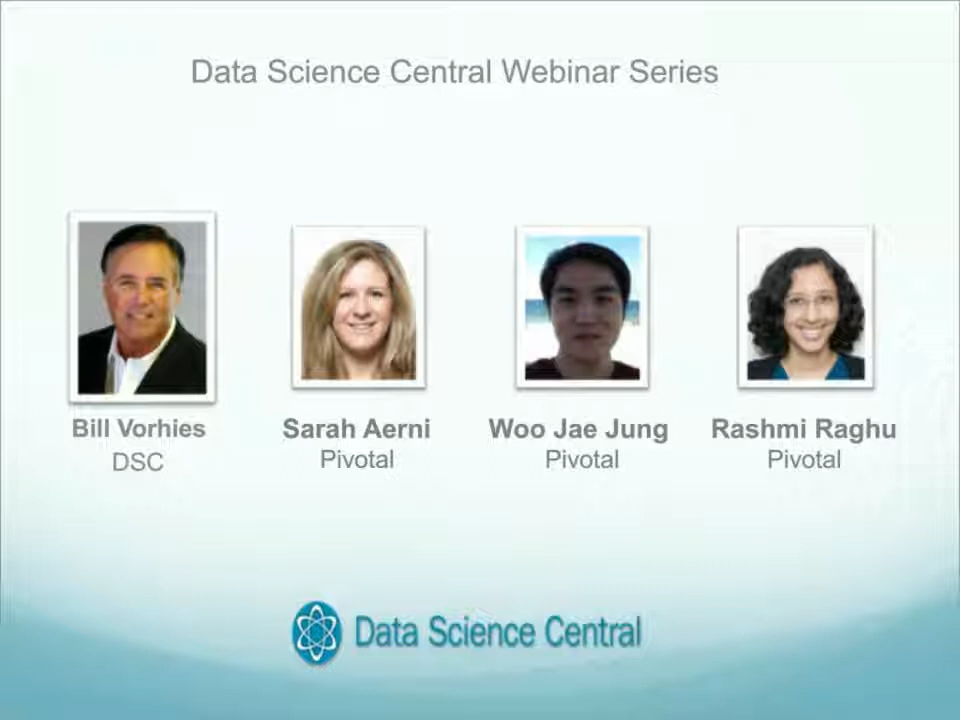 Data Science Central Webinar Series
Bill Vorhies
DSC
Sarah Aerni
Pivotal
Woo Jae Jung
Pivotal
Rashmi Raghu
Pivotal
Data Science Central